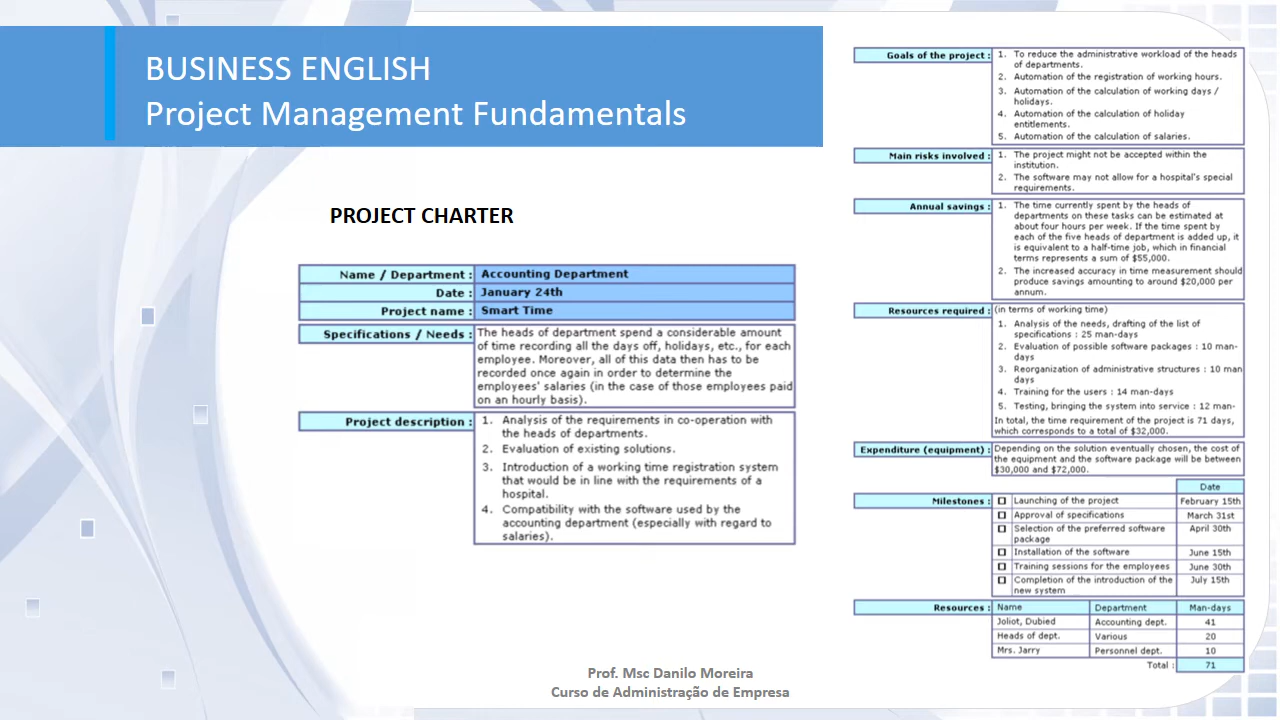 BUSINESS ENGLISH
Project Management Fundamentals
PROJECT CHARTER
Name / Department : Accounting Department
Date : January 24th
Project name : Smart Time
Specifications / Needs : The heads of department spend a considerable amount
of time recording all the days off, holidays, etc., for each
employee. Moreover, all of this data then has to be
recorded once again in order to determine the
employees' salaries (in the case of those employees paid
on an hourly basis).
Project description : 1. Analysis of the requirements in co-operation with
the heads of departments.
2. Evaluation of existing solutions.
3. Introduction of a working time registration system
that would be in line with the requirements of a
hospital.
4. Compatibility with the software used by the
accounting department (especially with regard to
salaries).
Goals of the project : 1. To reduce the administrative workload of the heads
of departments.
2. Automation of the registration of working hours.
3. Automation of the calculation of working days /
holidays.
4. Automation of the calculation of holiday
entitlements.
5. Automation of the calculation of salaries.
Main risks involved : 1. The project might not be accepted within the
institution.
2. The software may not allow for a hospital's special
requirements.
Annual savings : 1. The time currently spent by the heads of
departments on these tasks can be estimated at
about four hours per week. If the time spent by
each of the five heads of department is added up, it
is equivalent to a half-time job, which in financial
terms represents a sum of $55,000.
2. The increased accuracy in time measurement should
produce savings amounting to around $20,000 per
annum.
Resources required : (in terms of working time)
1. Analysis of the needs, drafting of the list of
specifications : 25 man-days
2. Evaluation of possible software packages : 10 man-
days
3. Reorganization of administrative structures : 10 man
days
4. Training for the users : 14 man-days
5. Testing, bringing the system into service : 12 man-
In total, the time requirement of the project is 71 days,
which corresponds to a total of $32,000.
Expenditure (equipment) : Depending on the solution eventually chosen, the cost of
the equipment and the software package will be between
$30,000 and $72,000.
Date
Milestones : Launching of the project February 15th
Approval of specifications March 31st
Selection of the preferred software April 30th
package
Installation of the software June 15th
Training sessions for the employees June 30th
Completion of the introduction of the July 15th
new system
Resources : Name Department Man-days
Joliot, Dubied Accounting dept. 41
Heads of dept. Various 20
Mrs. Jarry Personnel dept. 10
Total : 71
Prof. Msc Danilo Moreira
Curso de Administração de Empresa